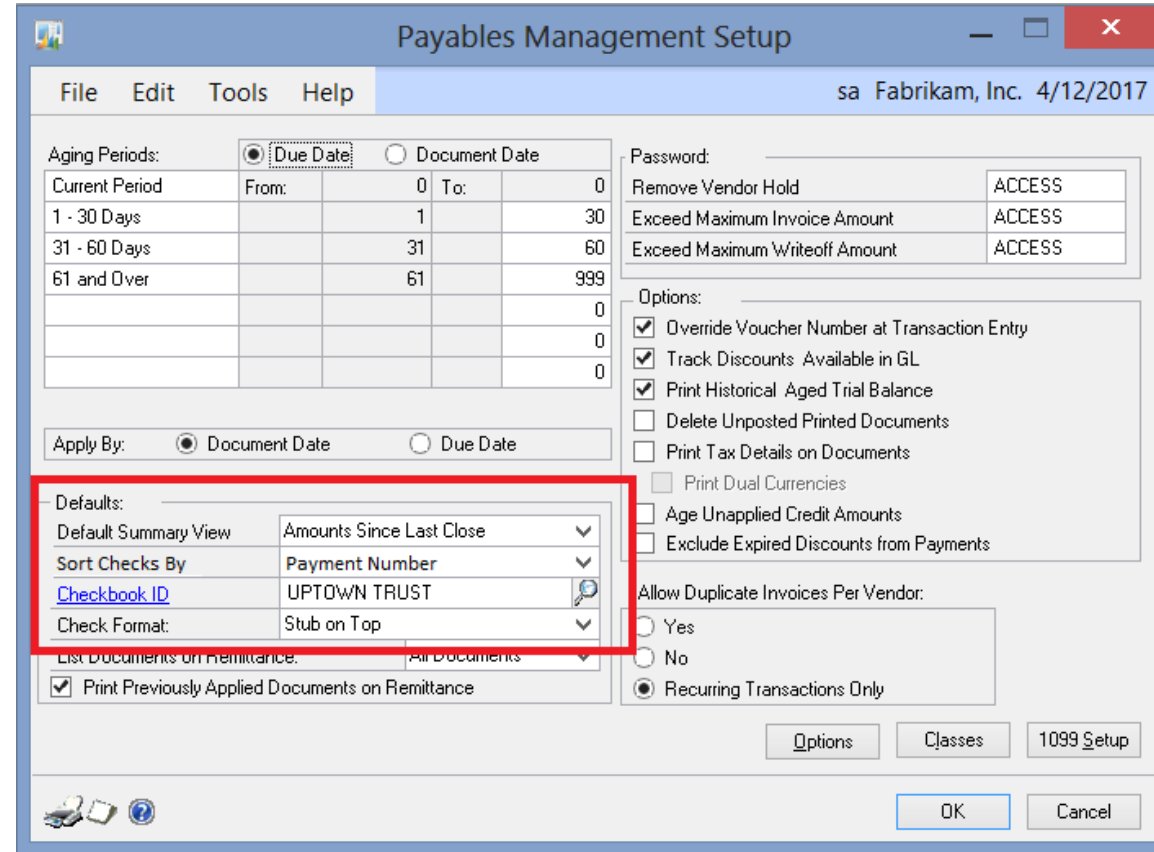 Payables Management Setup
File Edit Tools Help
sa Fabrikam, Inc. 4/12/2017
Aging Periods: Due Date Document Date
Current Period From: 0 To: 0
1 - 30 Days 1 30
31 - 60 Days 31 60
61 and Over 61 999
0
0
0
Apply By: Document Date Due Date
Defaults:
Default Summary View Amounts Since Last Close
Sort Checks By Payment Number
Checkbook ID UPTOWN TRUST
Check Format: Stub on Top
List Documents on Remittance: All Documents
Print Previously Applied Documents on Remittance
Password:
Remove Vendor Hold ACCESS
Exceed Maximum Invoice Amount ACCESS
Exceed Maximum Writeoff Amount ACCESS
Options:
Override Voucher Number at Transaction Entry
Track Discounts Available in GL
Print Historical Aged Trial Balance
Delete Unposted Printed Documents
Print Tax Details on Documents
Print Dual Currencies
Age Unapplied Credit Amounts
Exclude Expired Discounts from Payments
Allow Duplicate Invoices Per Vendor:
Yes
No
Recurring Transactions Only
Options Classes 1099 Setup
OK Cancel